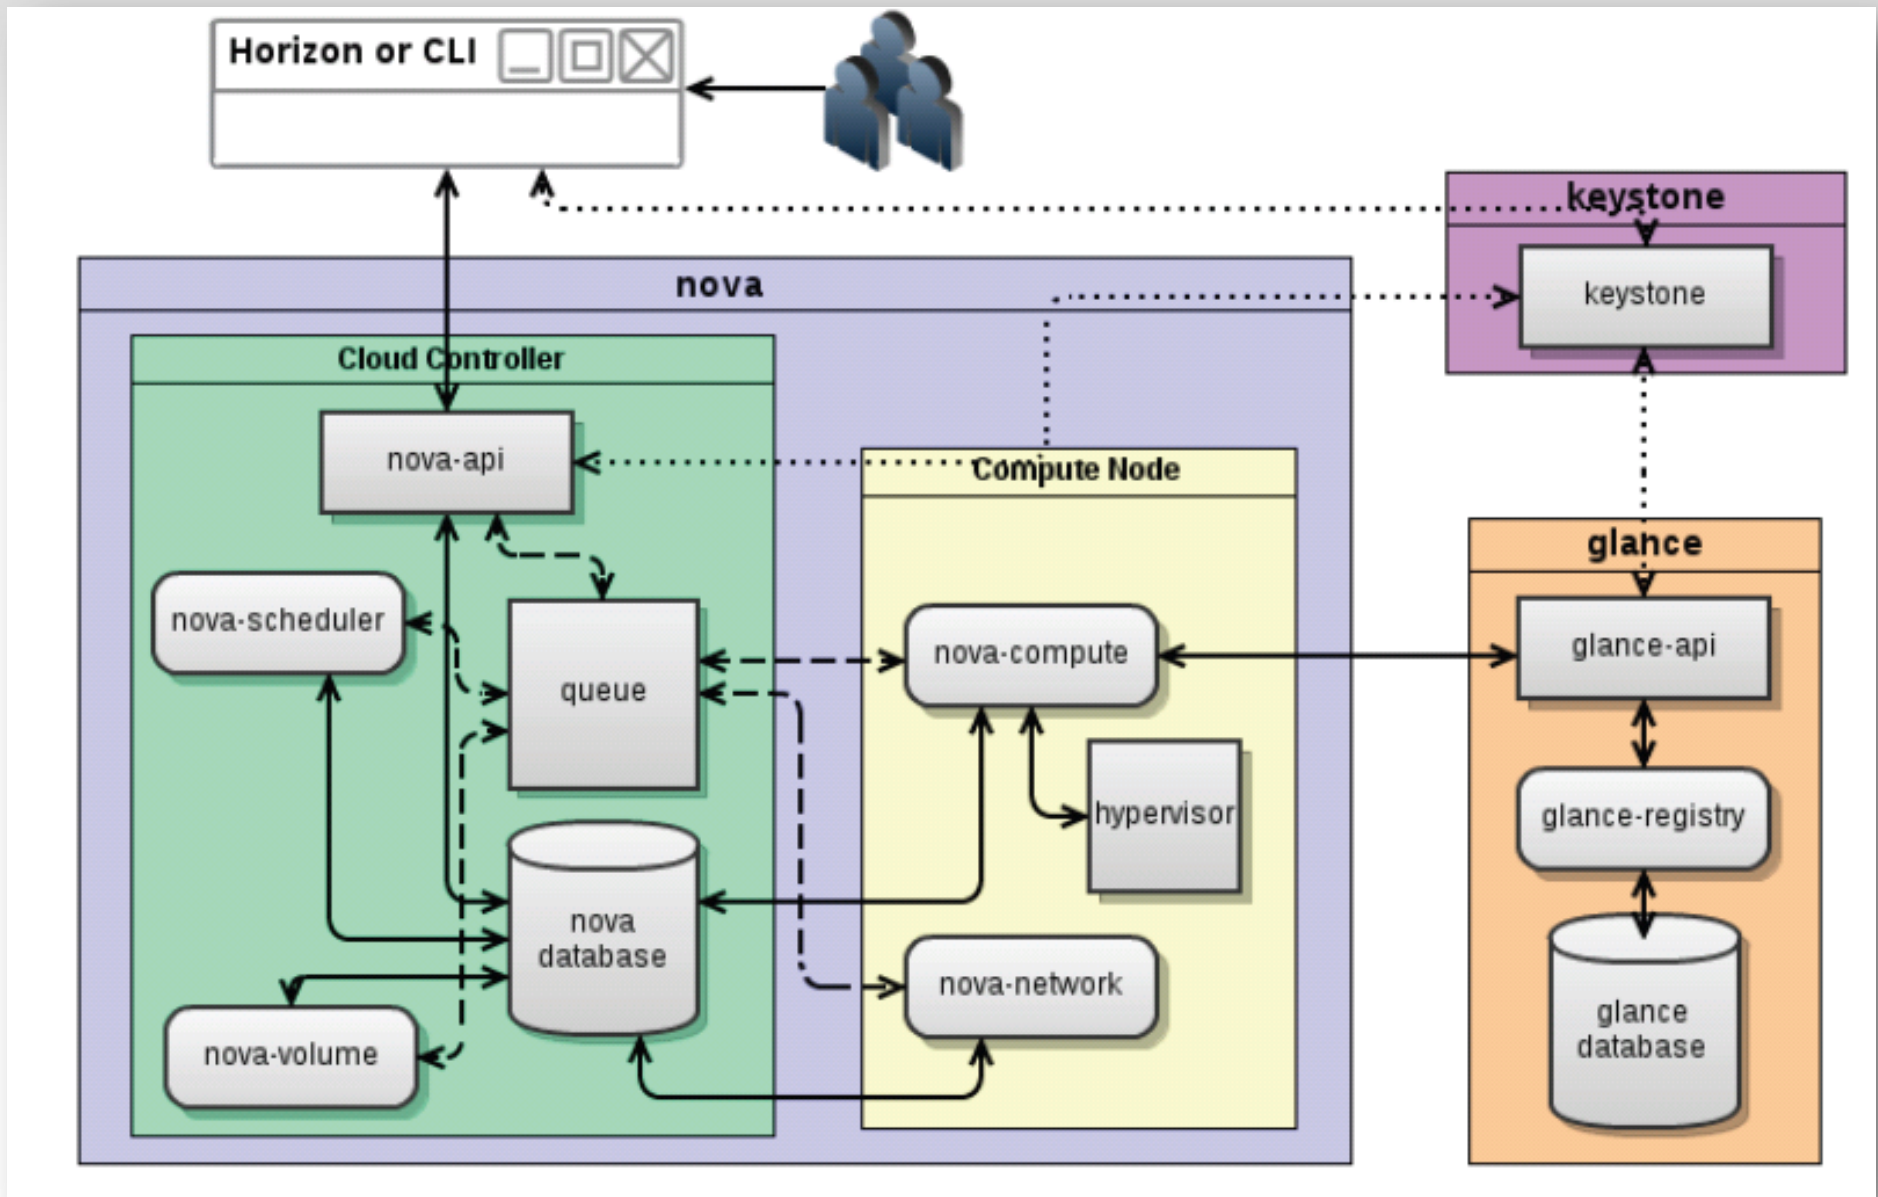 Horizon or CLI
keystone
keystone
nova
Cloud Controller
nova-api
Compute Node
glance
nova-scheduler
queue
nova-compute
glance-api
hypervisor
glance-registry
nova
database
nova-network
glance
database
nova-volume